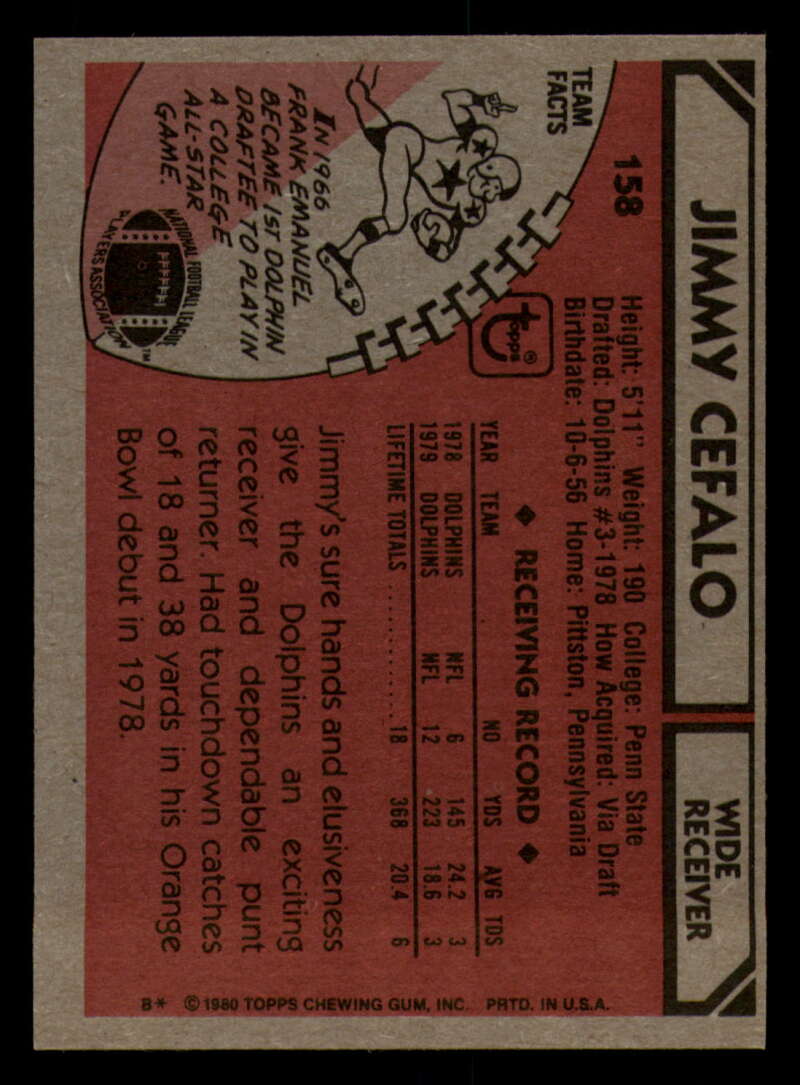 JIMMY CEFALO
WIDE
RECEIVER
158
Height: 5'11" Weight: 190 College: Penn State
Drafted: Dolphins #3-1978 How Acquired: Via Draft
Birthdate: 10-6-56 Home: Pittston, Pennsylvania
TEAM
FACTS
IN 1966
FRANK EMANUEL
BECAME 1ST DOLPHIN
DRAFTEE TO PLAY IN
A COLLEGE
ALL-STAR
GAME.
NATIONAL FOOTBALL LEAGUE
PLAYERS ASSOCIATION
TM
topps®
◆ RECEIVING RECORD ◆
YEAR TEAM NO YDS AVG TDS
1978 DOLPHINS NFL 6 145 24.2 3
1979 DOLPHINS NFL 12 223 18.6 3
LIFETIME TOTALS .......... 18 368 20.4 6
Jimmy's sure hands and elusiveness
give the Dolphins an exciting
receiver and dependable punt
returner. Had touchdown catches
of 18 and 38 yards in his Orange
Bowl debut in 1978.
B* © 1980 TOPPS CHEWING GUM, INC. PRTD. IN U.S.A.